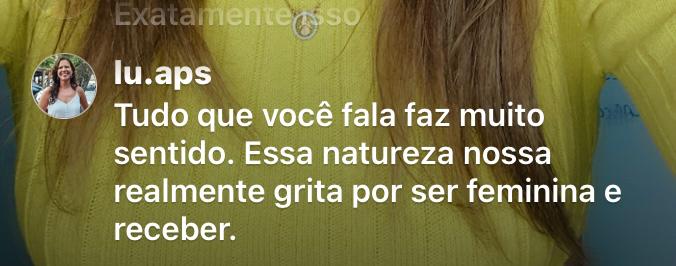 Exatamente isso
lu.aps
Tudo que você fala faz muito
sentido. Essa natureza nossa
realmente grita por ser feminina e
receber.